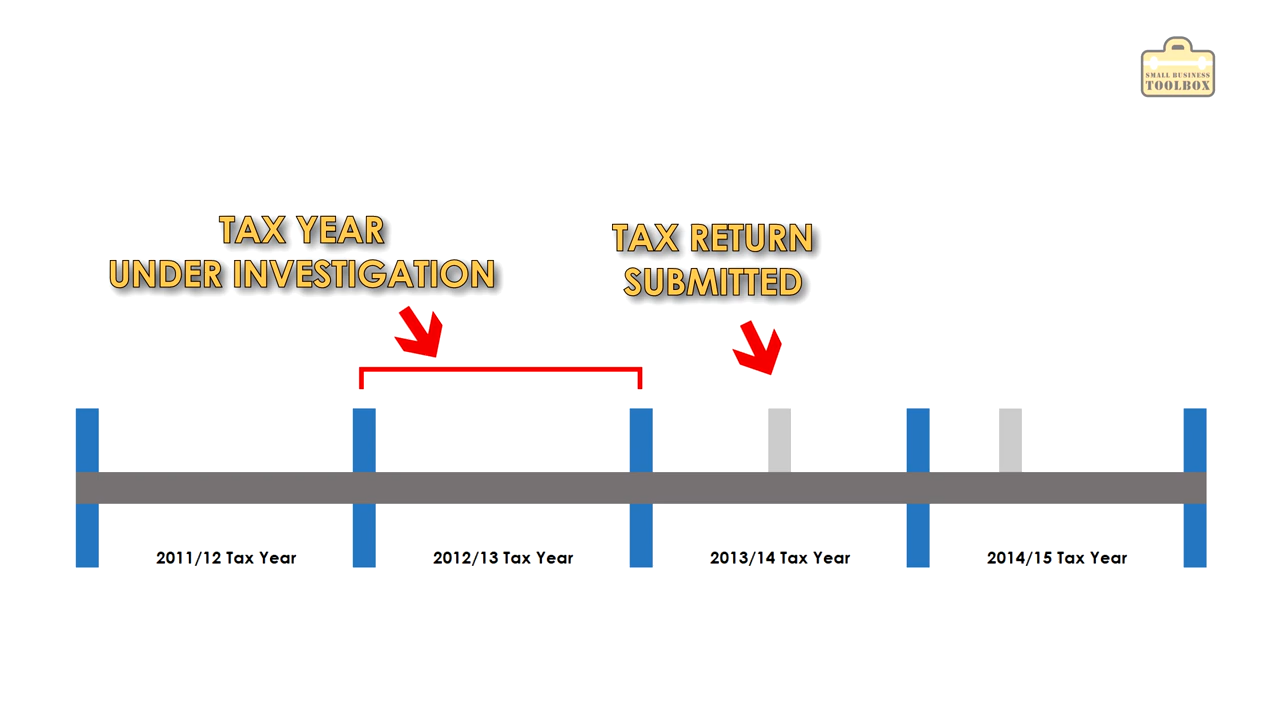 SMALL BUSINESS
TOOLBOX
TAX YEAR
UNDER INVESTIGATION
TAX RETURN
SUBMITTED
2011/12 Tax Year
2012/13 Tax Year
2013/14 Tax Year
2014/15 Tax Year